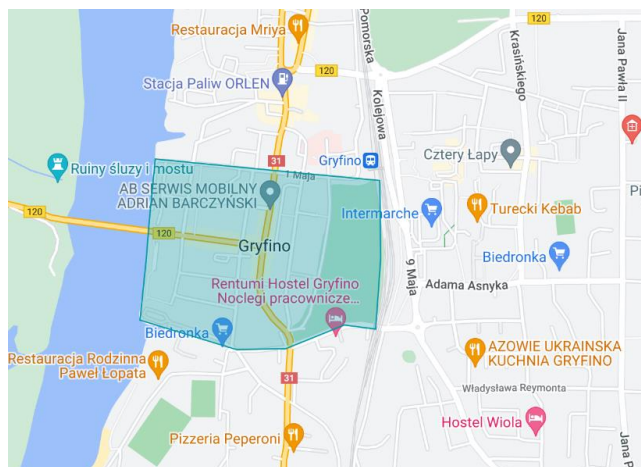 Restauracja Mriya
Pomorska
120
Krasińskiego
Jana Pawła II
120
Stacja Paliw ORLEN
Kolejowa
31
Gryfino
Cztery Łapy
Ruiny śluzy i mostu
1 Maja
AB SERWIS MOBILNY
ADRIAN BARCZYŃSKI
Pi
120
Intermarche
Turecki Kebab
120
Gryfino
Biedronka
9 Maja
Rentumi Hostel Gryfino
Noclegi pracownicze...
Adama Asnyka
Biedronka
Restauracja Rodzinna
Paweł Łopata
AZOWIE UKRAINSKA
KUCHNIA GRYFINO
31
Władysława Reymonta
Hostel Wiola
Pizzeria Peperoni
Jana P